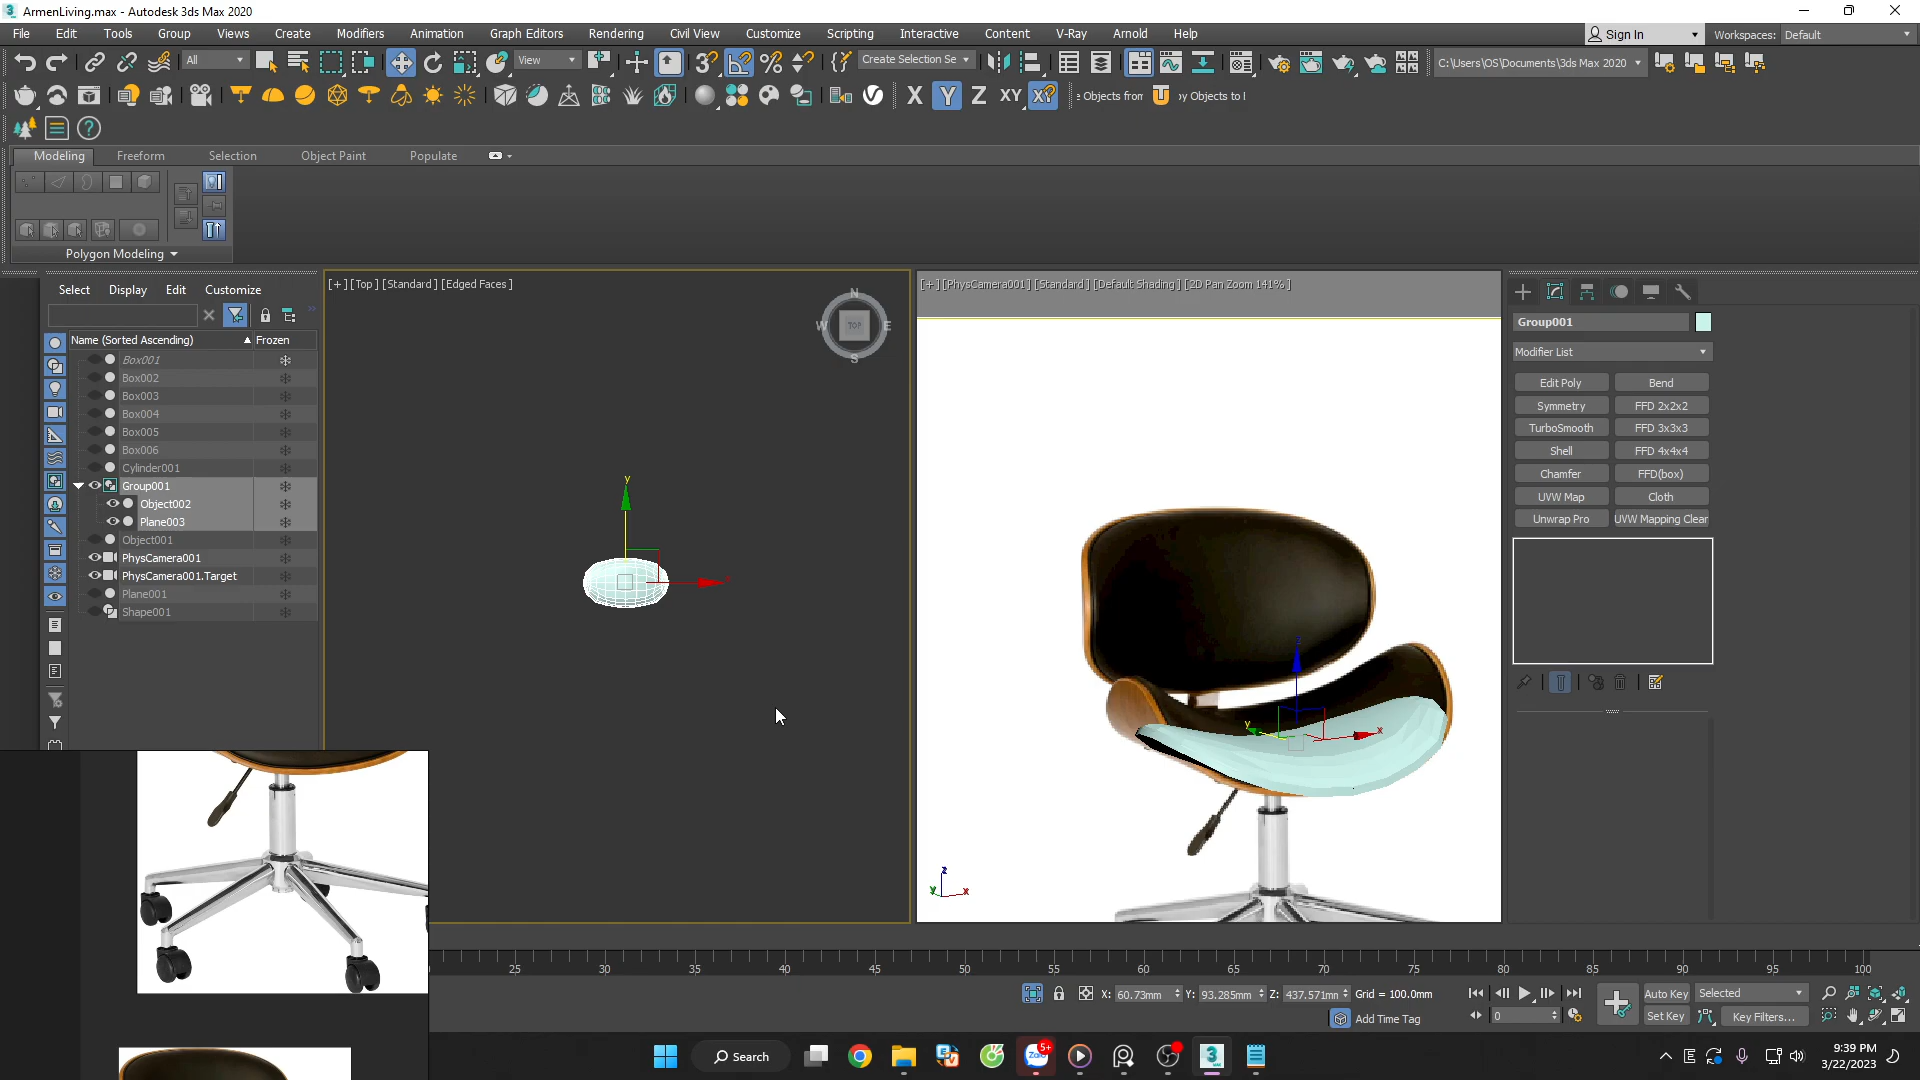 ArmenLiving.max - Autodesk 3ds Max 2020
File Edit Tools Group Views Create Modifiers Animation Graph Editors Rendering Civil View Customize Scripting Interactive Content V-Ray Arnold Help Sign In Workspaces: Default
All View Create Selection Se C:\Users\OS\Documents\3ds Max 2020
X Y Z XY XY Objects from Objects to
Modeling Freeform Selection Object Paint Populate
Polygon Modeling
Select Display Edit Customize
Name (Sorted Ascending) Frozen
Box001
Box002
Box003
Box004
Box005
Box006
Cylinder001
Group001
Object002
Plane003
Object001
PhysCamera001
PhysCamera001.Target
Plane001
Shape001
[+] [Top] [Standard] [Edged Faces]
N
W TOP E
S
y
x
[+] [PhysCamera001] [Standard] [Default Shading] [2D Pan Zoom 141%]
z
y x
z
y x
Group001
Modifier List
Edit Poly Bend
Symmetry FFD 2x2x2
TurboSmooth FFD 3x3x3
Shell FFD 4x4x4
Chamfer FFD(box)
UVW Map Cloth
Unwrap Pro UVW Mapping Clear
25 30 35 40 45 50 55 60 65 70 75 80 85 90 95 100
X: 60.73mm Y: 93.285mm Z: 437.571mm Grid = 100.0mm Auto Key Selected
Add Time Tag 0 Set Key Key Filters...
Search Zalo 5+ 3
9:39 PM
3/22/2023